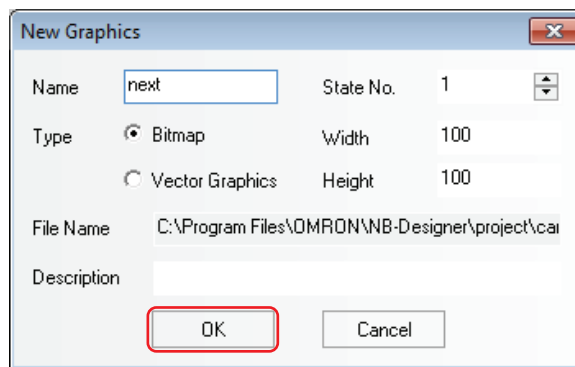 New Graphics
Name next State No. 1
Type Bitmap Width 100
Vector Graphics Height 100
File Name C:\Program Files\OMRON\NB-Designer\project\car
Description
OK Cancel